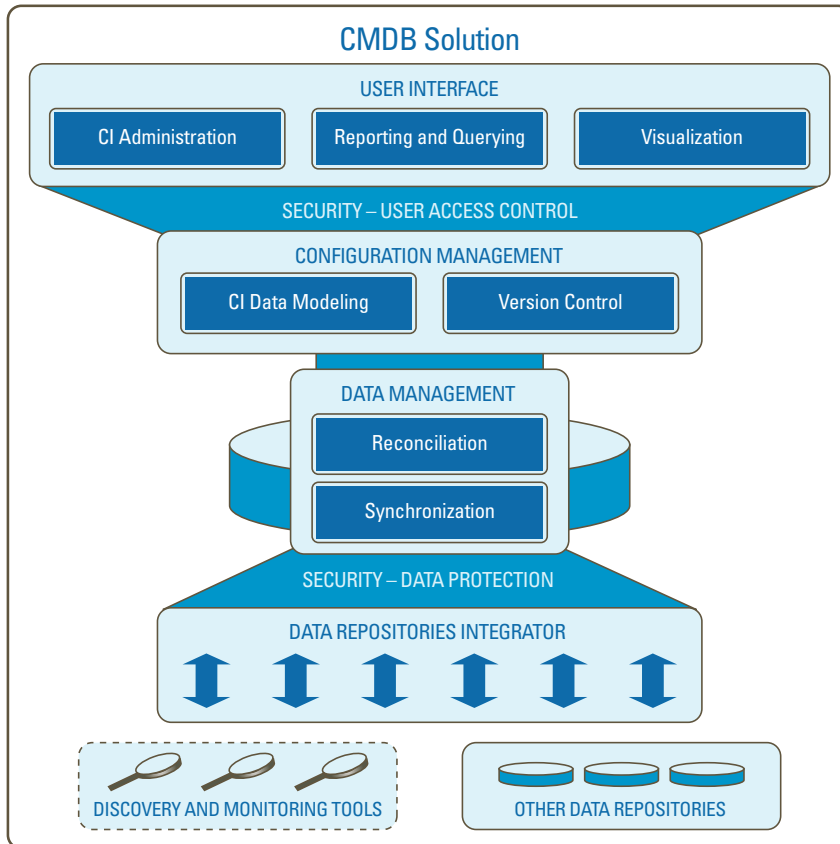 CMDB Solution
USER INTERFACE
CI Administration
Reporting and Querying
Visualization
SECURITY – USER ACCESS CONTROL
CONFIGURATION MANAGEMENT
CI Data Modeling
Version Control
DATA MANAGEMENT
Reconciliation
Synchronization
SECURITY – DATA PROTECTION
DATA REPOSITORIES INTEGRATOR
DISCOVERY AND MONITORING TOOLS
OTHER DATA REPOSITORIES